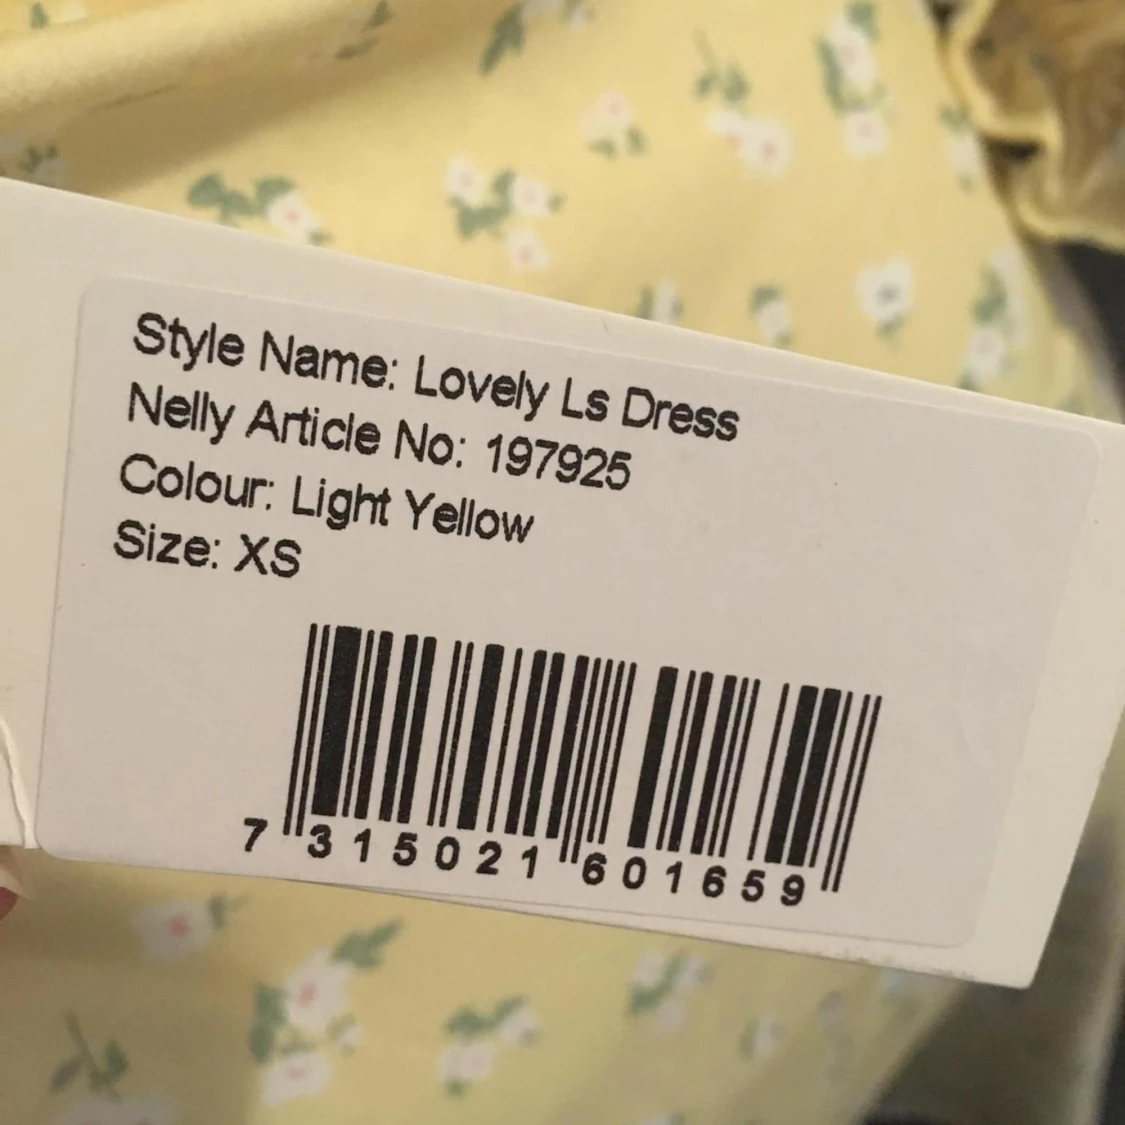 Style Name: Lovely Ls Dress
Nelly Article No: 197925
Colour: Light Yellow
Size: XS
7 315021 601659